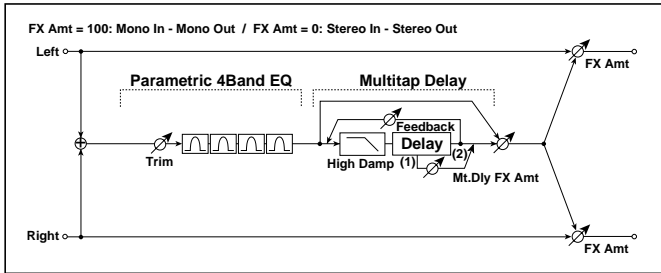 FX Amt = 100: Mono In - Mono Out / FX Amt = 0: Stereo In - Stereo Out
Left
FX Amt
Parametric 4Band EQ
Multitap Delay
Feedback
Trim
High Damp
Delay
(1)
(2)
Mt.Dly FX Amt
Right
FX Amt